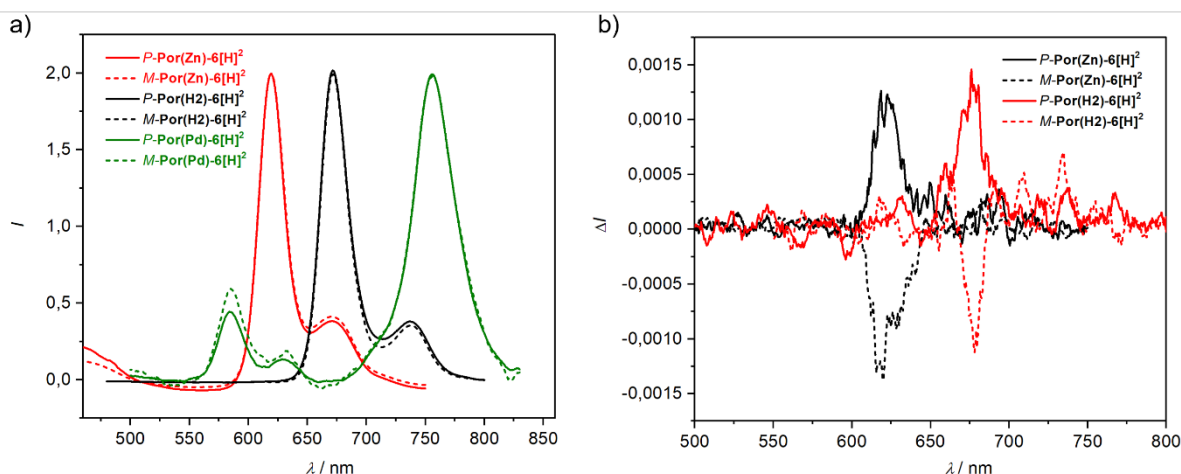 a)
P-Por(Zn)-6[H]²
M-Por(Zn)-6[H]²
P-Por(H2)-6[H]²
M-Por(H2)-6[H]²
P-Por(Pd)-6[H]²
M-Por(Pd)-6[H]²
2,0
1,5
1,0
0,5
0,0
I
500 550 600 650 700 750 800 850
λ / nm
b)
P-Por(Zn)-6[H]²
M-Por(Zn)-6[H]²
P-Por(H2)-6[H]²
M-Por(H2)-6[H]²
0,0015
0,0010
0,0005
0,0000
-0,0005
-0,0010
-0,0015
ΔI
500 550 600 650 700 750 800
λ / nm